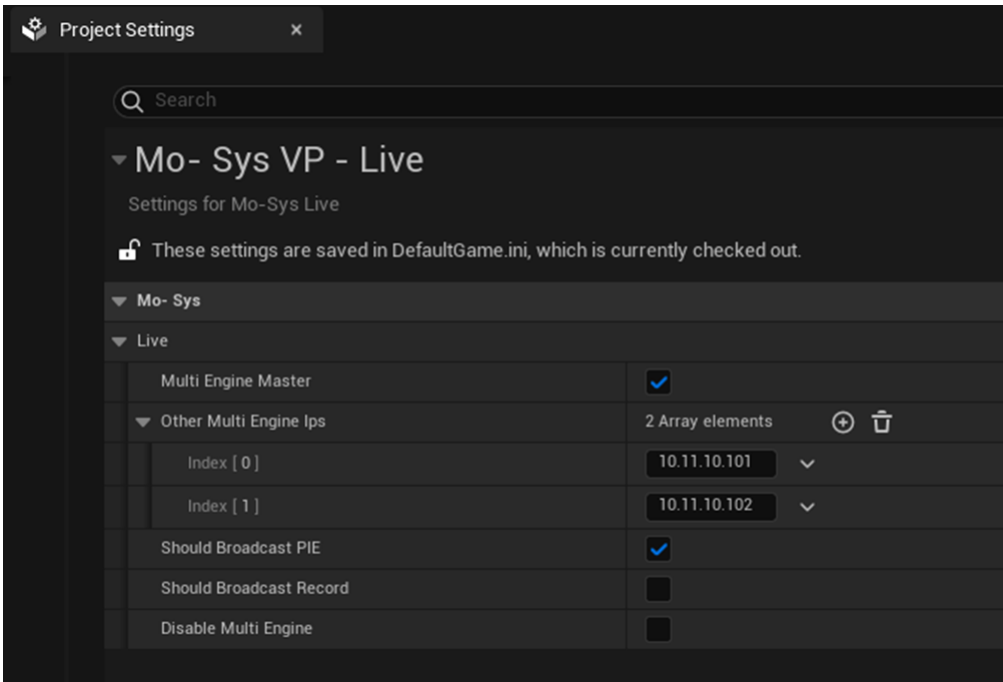 Project Settings
Search
Mo- Sys VP - Live
Settings for Mo-Sys Live
These settings are saved in DefaultGame.ini, which is currently checked out.
Mo- Sys
Live
Multi Engine Master
Other Multi Engine Ips 2 Array elements
Index [ 0 ] 10.11.10.101
Index [ 1 ] 10.11.10.102
Should Broadcast PIE
Should Broadcast Record
Disable Multi Engine